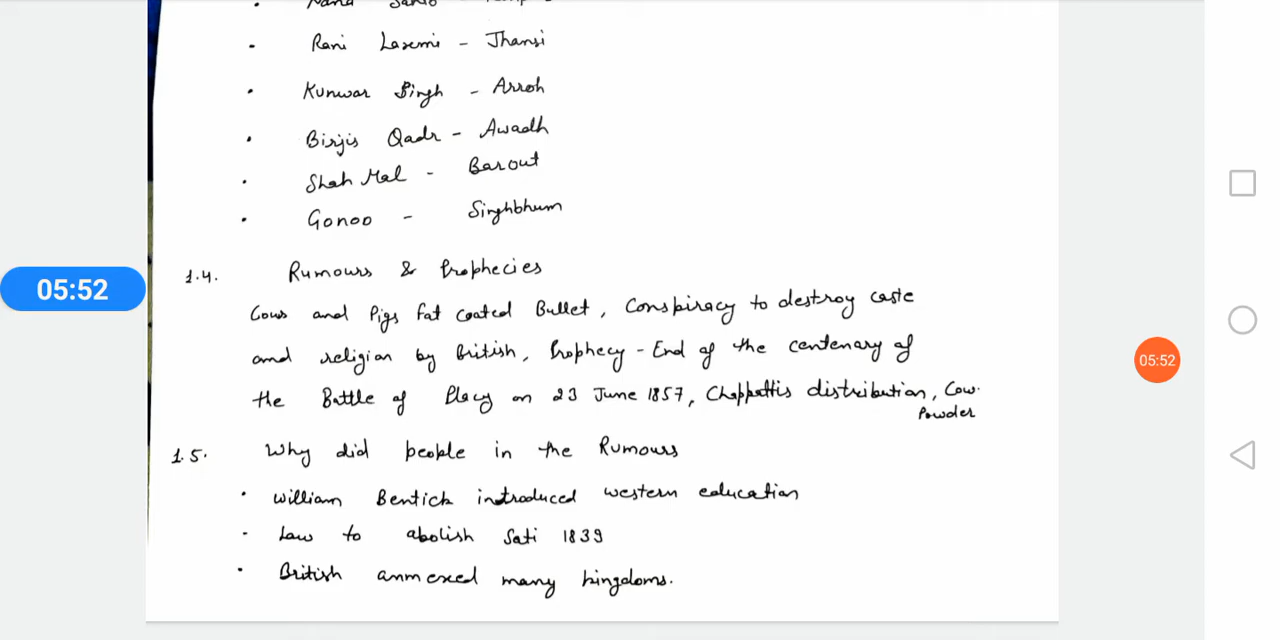 Rani Laxmi - Jhansi
Kunwar Singh - Arroh
Birjis Qadr - Awadh
Shah Mal - Barout
Gonoo - Singhbhum
1.4. Rumours & Prophecies
05:52
Cows and Pigs fat coated Bullet, Conspiracy to destroy caste
and religion by British, Prophecy - End of the centenary of
05:52
the Battle of Placy on 23 June 1857, Chappattis distribution, Cow
Powder
1.5. Why did people in the Rumours
William Bentick introduced western education
Law to abolish Sati 1839
British annexed many kingdoms.